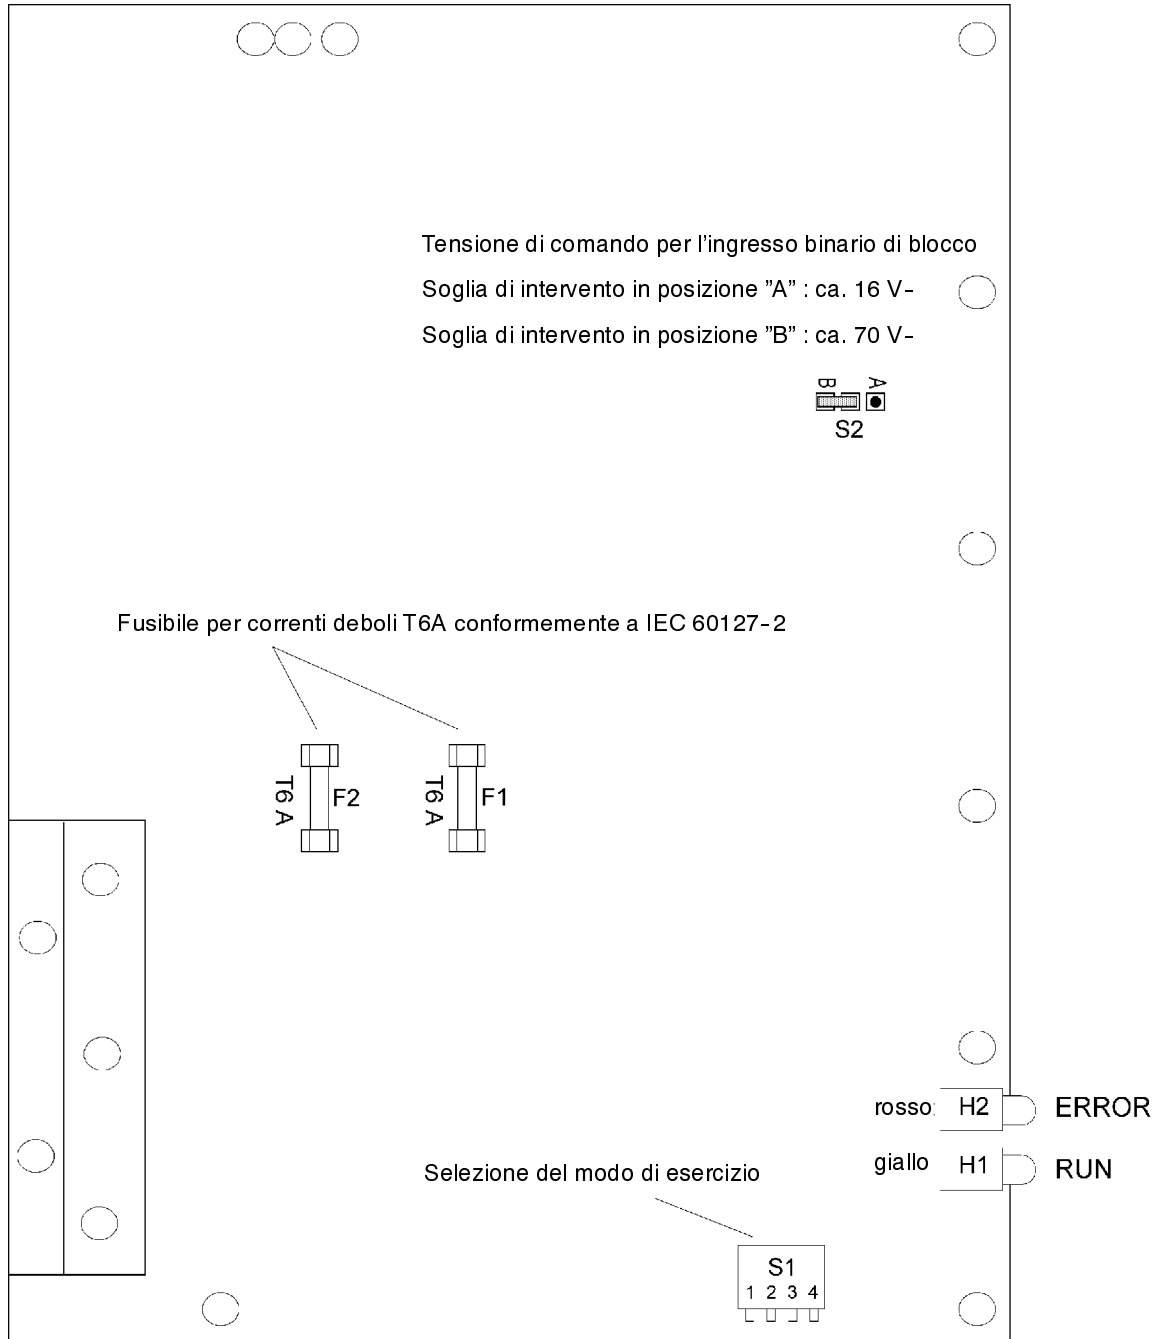 Tensione di comando per l'ingresso binario di blocco
Soglia di intervento in posizione ”A” : ca. 16 V-
Soglia di intervento in posizione ”B” : ca. 70 V-
B A
S2
Fusibile per correnti deboli T6A conformemente a IEC 60127-2
T6 A F2 T6 A F1
rosso: H2 ERROR
giallo H1 RUN
Selezione del modo di esercizio
S1
1 2 3 4